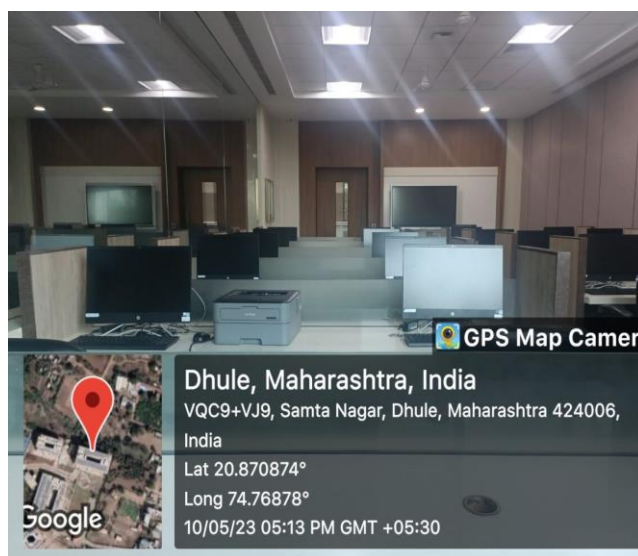 GPS Map Camer
Dhule, Maharashtra, India
VQC9+VJ9, Samta Nagar, Dhule, Maharashtra 424006,
India
Lat 20.870874°
Long 74.76878°
10/05/23 05:13 PM GMT +05:30
Google